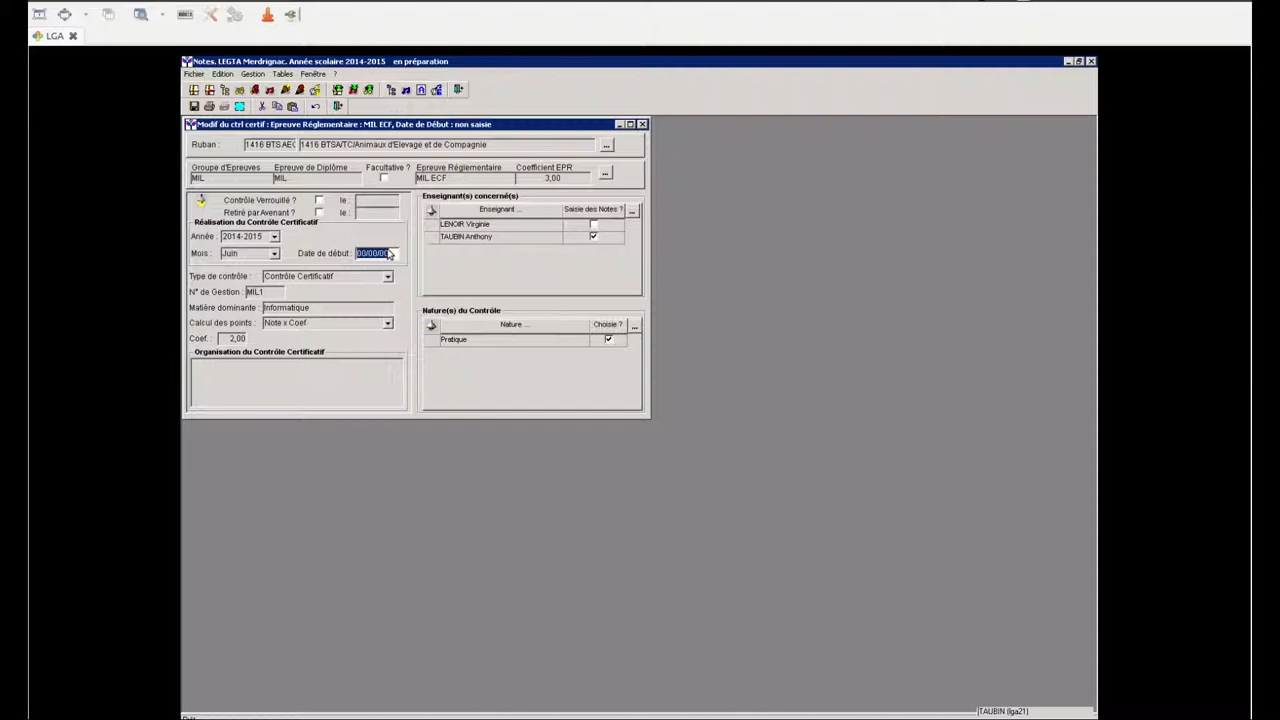 LGA
Notes. LEGTA Merdrignac. Année scolaire 2014-2015 en préparation
Fichier Edition Gestion Tables Fenêtre ?
Modif du ctrl certif : Epreuve Réglementaire : MIL ECF, Date de Début : non saisie
Ruban : 1416 BTSAE 1416 BTSA/TC/Animaux d'Elevage et de Compagnie ...
Groupe d'Epreuves Epreuve de Diplôme Facultative ? Epreuve Réglementaire Coefficient EPR
MIL MIL MIL ECF 3,00 ...
Contrôle Verrouillé ? le :
Retiré par Avenant ? le :
Réalisation du Contrôle Certificatif
Année : 2014-2015
Mois : Juin Date de début : 00/00/00
Type de contrôle : Contrôle Certificatif
N° de Gestion : MIL1
Matière dominante : Informatique
Calcul des points : Note x Coef
Coef. : 2,00
Organisation du Contrôle Certificatif
Enseignant(s) concerné(s)
Enseignant ... Saisie des Notes ? ...
LENOIR Virginie
TAUBIN Anthony
Nature(s) du Contrôle
Nature ... Choisie ? ...
Pratique
TAUBIN (lga21)